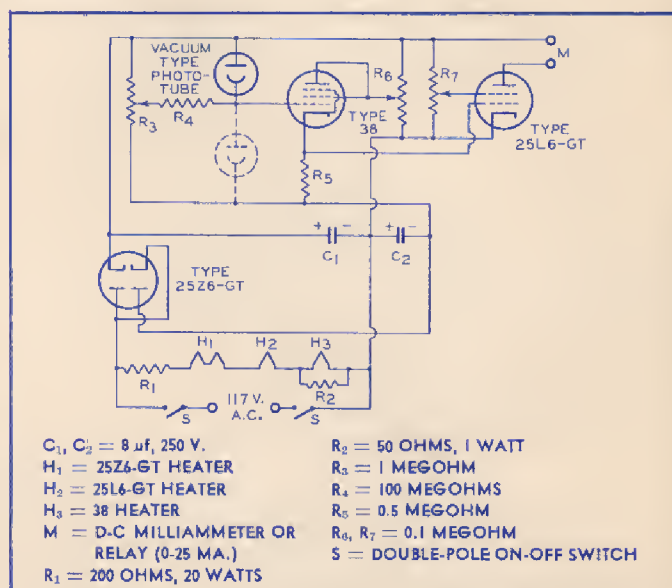 VACUUM
TYPE
PHOTO-
TUBE
R3
R4
TYPE
38
R6
R7
M
TYPE
25L6-GT
R5
+ -
C1
+ -
C2
TYPE
25Z6-GT
H1
H2
H3
R1
R2
S
117 V.
A.C.
S
C1, C2 = 8 µf, 250 V.
H1 = 25Z6-GT HEATER
H2 = 25L6-GT HEATER
H3 = 38 HEATER
M = D-C MILLIAMMETER OR
RELAY (0-25 MA.)
R1 = 200 OHMS, 20 WATTS
R2 = 50 OHMS, 1 WATT
R3 = 1 MEGOHM
R4 = 100 MEGOHMS
R5 = 0.5 MEGOHM
R6, R7 = 0.1 MEGOHM
S = DOUBLE-POLE ON-OFF SWITCH